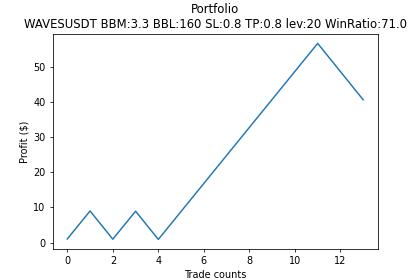 Portfolio
WAVESUSDT BBM:3.3 BBL:160 SL:0.8 TP:0.8 lev:20 WinRatio:71.0
50
40
30
20
10
0
Profit ($)
0 2 4 6 8 10 12
Trade counts